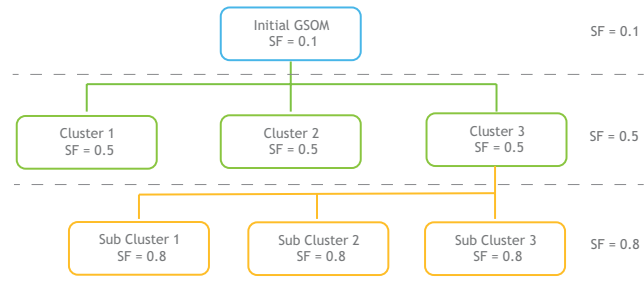 Initial GSOM
SF = 0.1
SF = 0.1
Cluster 1
SF = 0.5
Cluster 2
SF = 0.5
Cluster 3
SF = 0.5
SF = 0.5
Sub Cluster 1
SF = 0.8
Sub Cluster 2
SF = 0.8
Sub Cluster 3
SF = 0.8
SF = 0.8